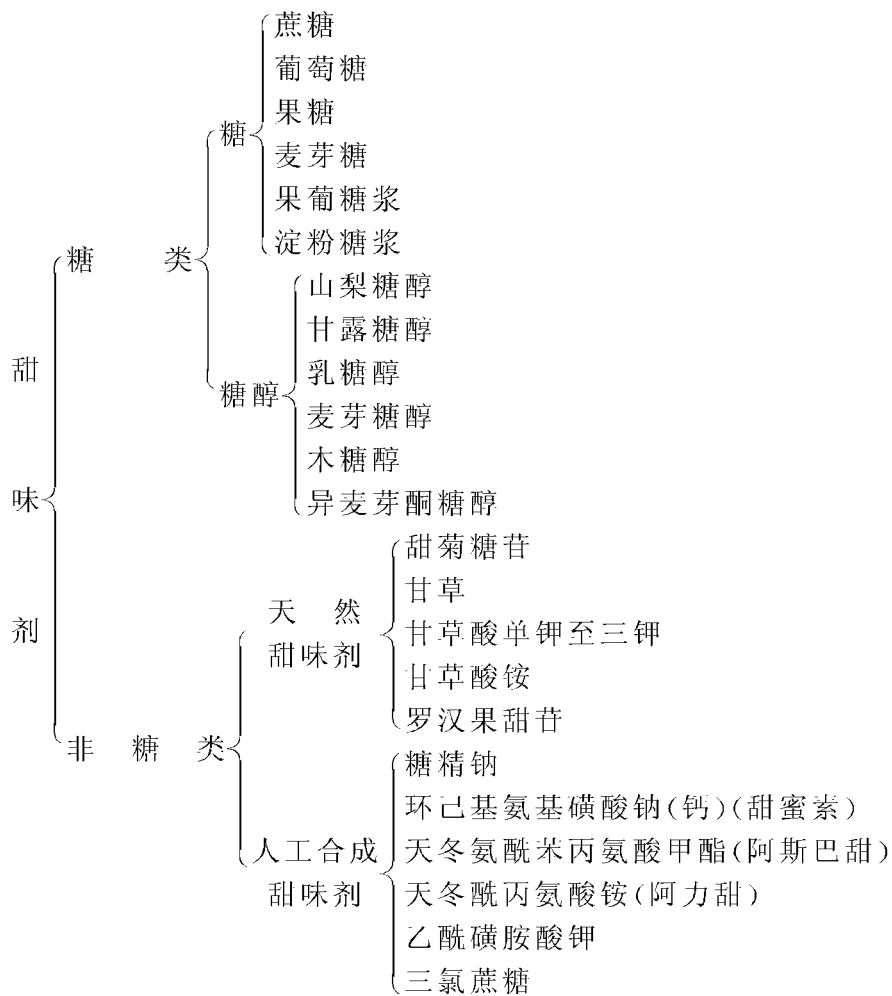 甜味剂
糖类
糖
蔗糖
葡萄糖
果糖
麦芽糖
果葡糖浆
淀粉糖浆
糖醇
山梨糖醇
甘露糖醇
乳糖醇
麦芽糖醇
木糖醇
异麦芽酮糖醇
非糖类
天然
甜味剂
甜菊糖苷
甘草
甘草酸单钾至三钾
甘草酸铵
罗汉果甜苷
人工合成
甜味剂
糖精钠
环己基氨基磺酸钠(钙)(甜蜜素)
天冬氨酰苯丙氨酸甲酯(阿斯巴甜)
天冬酰丙氨酸铵(阿力甜)
乙酰磺胺酸钾
三氯蔗糖